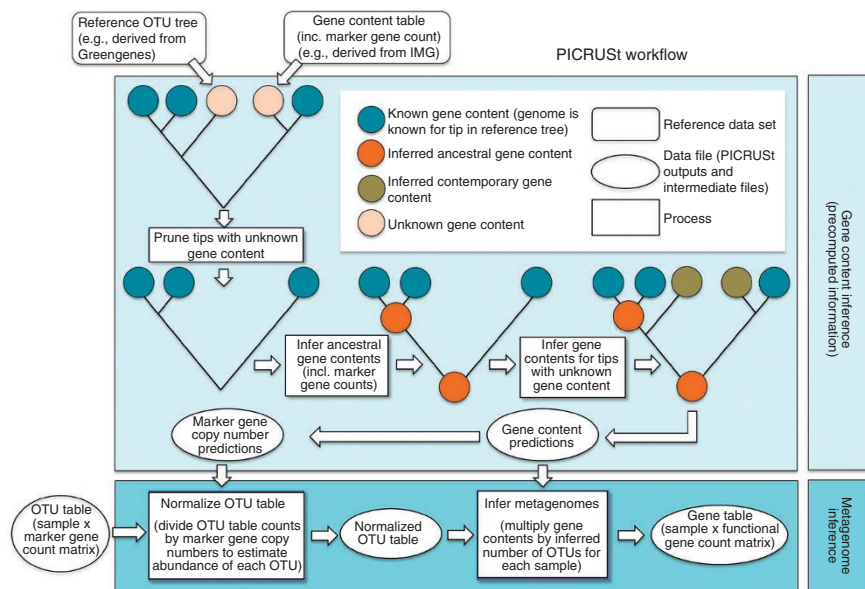 Reference OTU tree
(e.g., derived from
Greengenes)
Gene content table
(inc. marker gene count)
(e.g., derived from IMG)
PICRUSt workflow
Known gene content (genome is
known for tip in reference tree)
Inferred ancestral gene content
Inferred contemporary gene
content
Unknown gene content
Reference data set
Data file (PICRUSt
outputs and
intermediate files)
Process
Prune tips with unknown
gene content
Infer ancestral
gene contents
(incl. marker
gene counts)
Infer gene
contents for tips
with unknown
gene content
Marker gene
copy number
predictions
Gene content
predictions
Gene content inference
(precomputed information)
OTU table
(sample x
marker gene
count matrix)
Normalize OTU table
(divide OTU table counts
by marker gene copy
numbers to estimate
abundance of each OTU)
Normalized
OTU table
Infer metagenomes
(multiply gene
contents by inferred
number of OTUs for
each sample)
Gene table
(sample x functional
gene count matrix)
Metagenome
inference